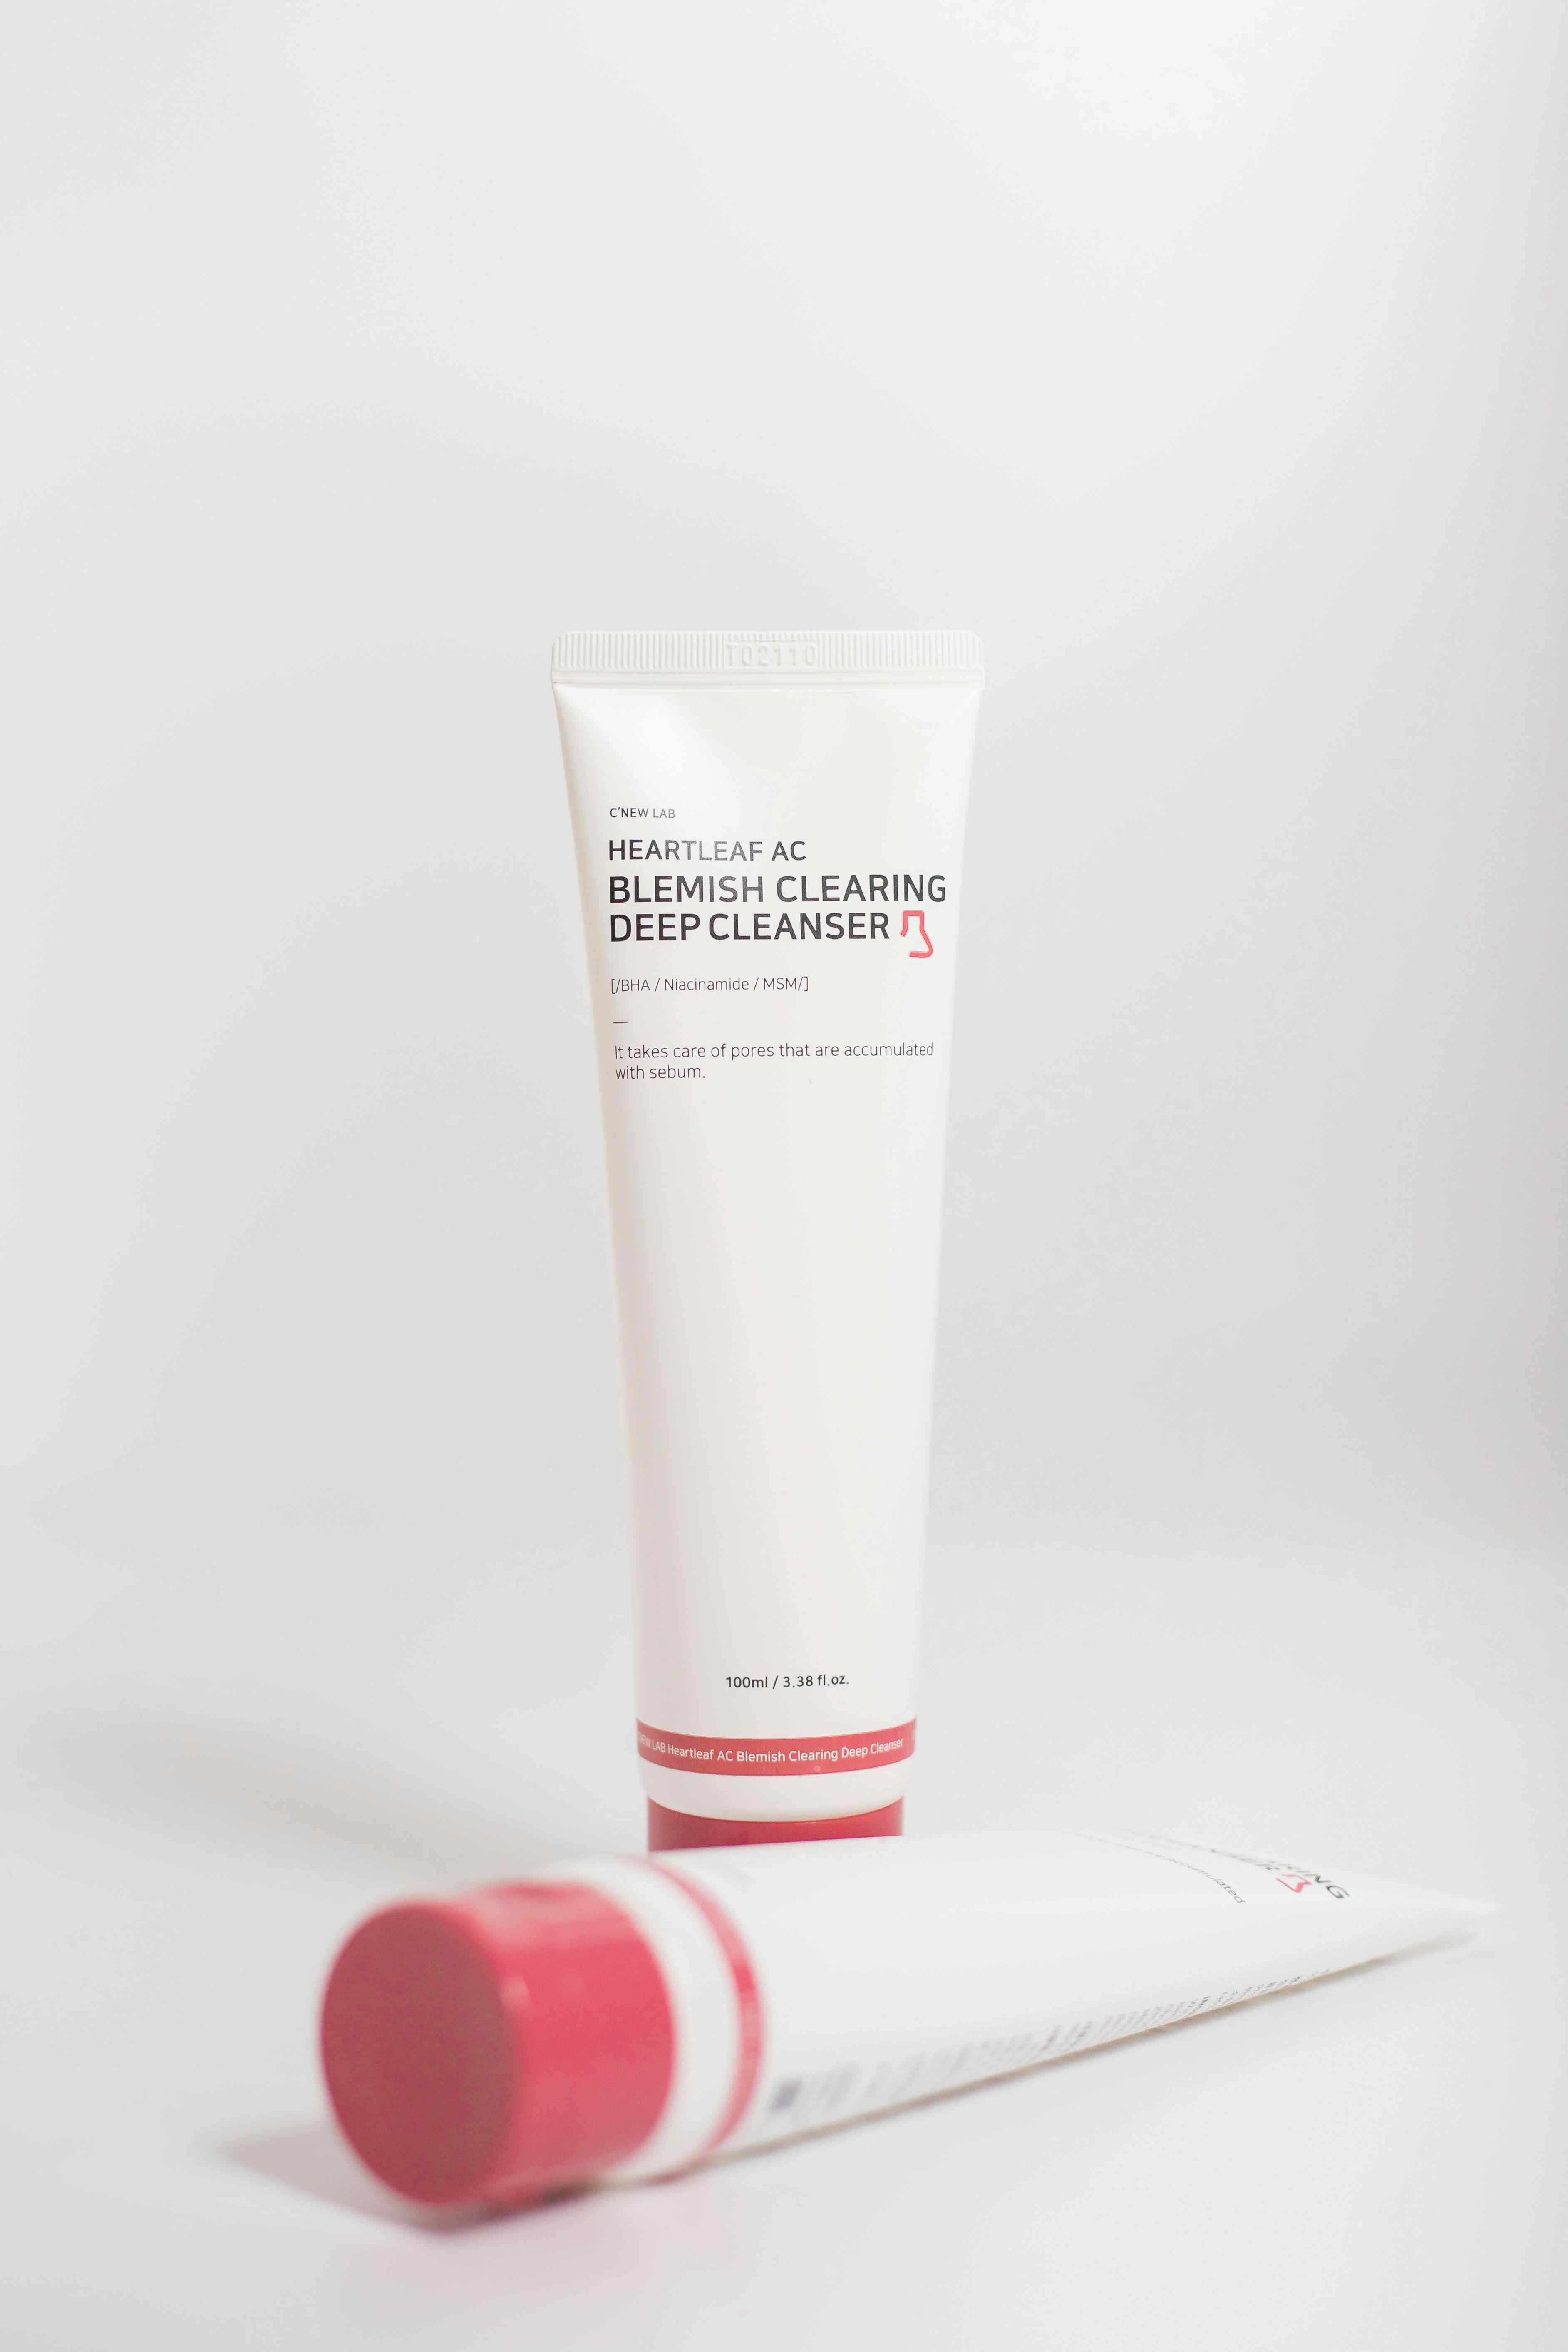 T02110
C'NEW LAB
HEARTLEAF AC
BLEMISH CLEARING
DEEP CLEANSER
[/BHA / Niacinamide / MSM/]
It takes care of pores that are accumulated
with sebum.
100ml / 3.38 fl.oz.
LAB Heartleaf AC Blemish Clearing Deep Cleanser